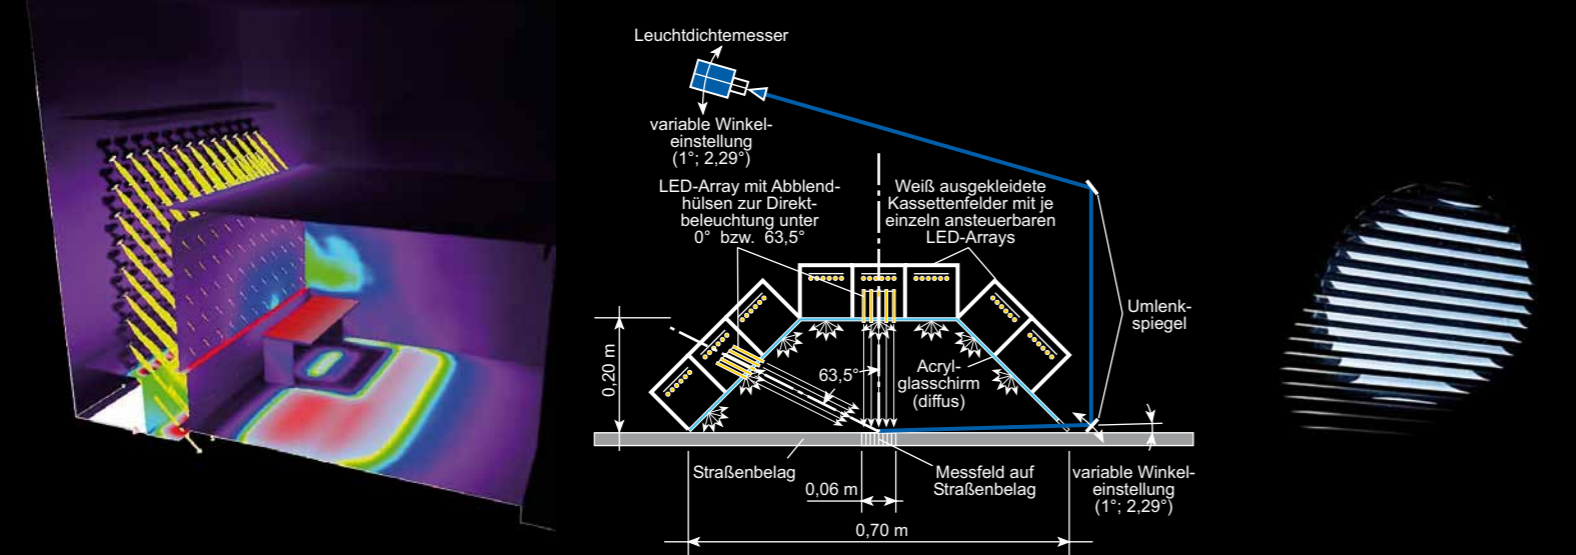 Leuchtdichtemesser
variable Winkel-
einstellung
(1°; 2,29°)
LED-Array mit Abblend-
hülsen zur Direkt-
beleuchtung unter
0° bzw. 63,5°
Weiß ausgekleidete
Kassettenfelder mit je
einzeln ansteuerbaren
LED-Arrays
Umlenk-
spiegel
0,20 m
63,5°
Acryl-
glasschirm
(diffus)
Straßenbelag
0,06 m
Messfeld auf
Straßenbelag
variable Winkel-
einstellung
(1°; 2,29°)
0,70 m